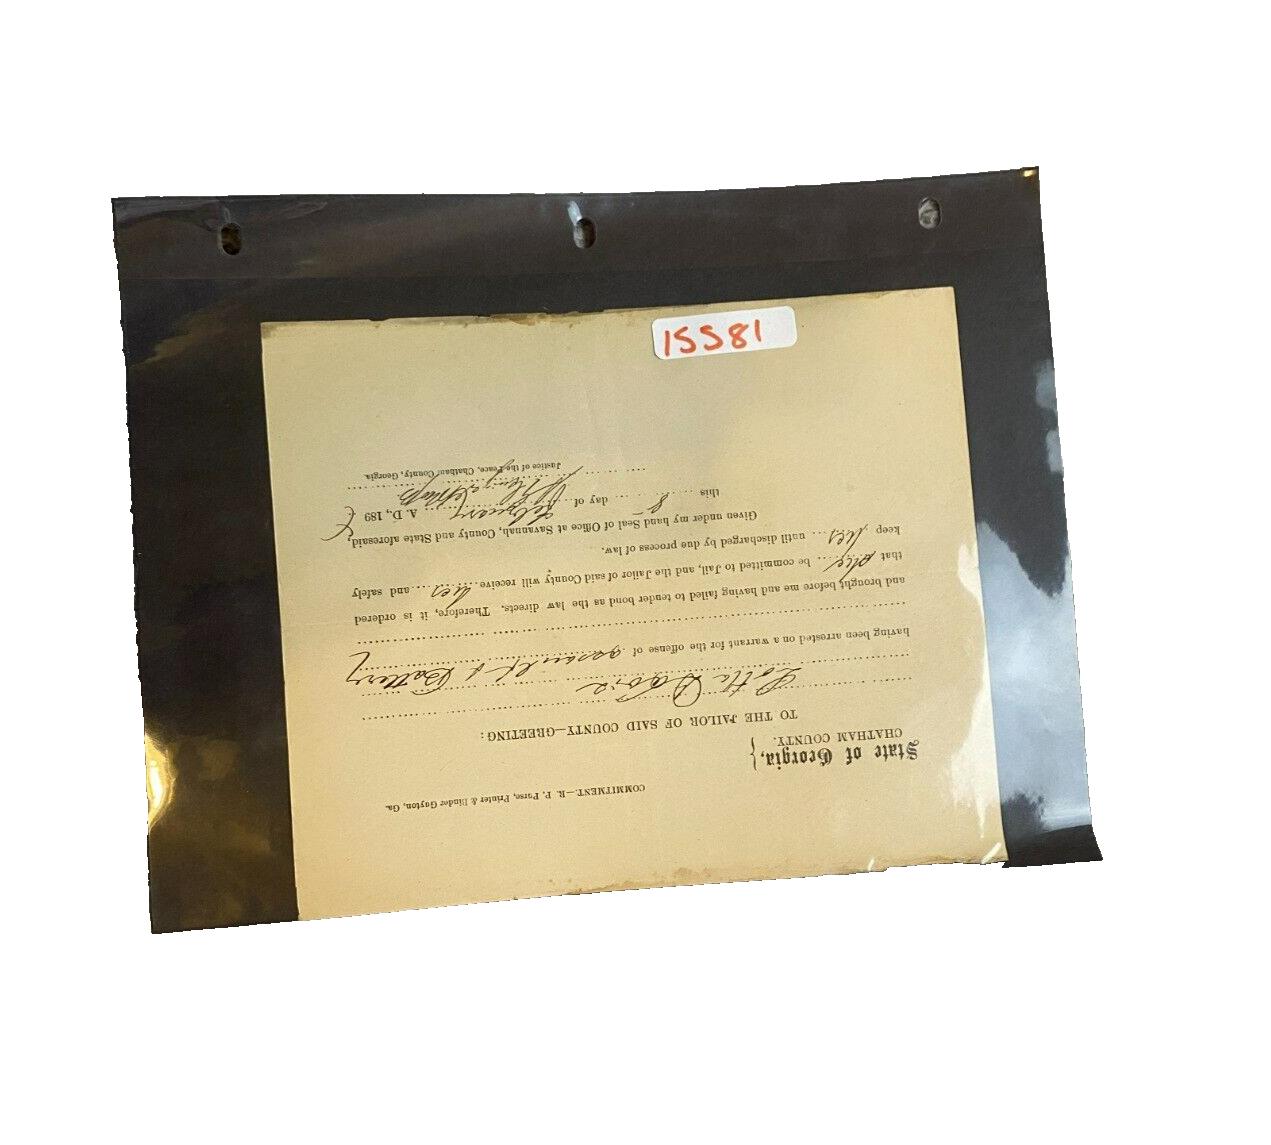 15581
COMMITMENT.—R. P. Purse, Printer & Binder Guyton, Ga.
State of Georgia, }
CHATHAM COUNTY.
TO THE JAILOR OF SAID COUNTY—GREETING:
having been arrested on a warrant for the offense of assault & Battery
and brought before me and having failed to tender bond as the law directs. Therefore, it is ordered
that she be committed to Jail, and the Jailor of said County will receive her and safely
keep her until discharged by due process of law.
Given under my hand and Seal of Office at Savannah, County and State aforesaid,
this 8 day of February A. D., 189
Justice of the Peace, Chatham County, Georgia.